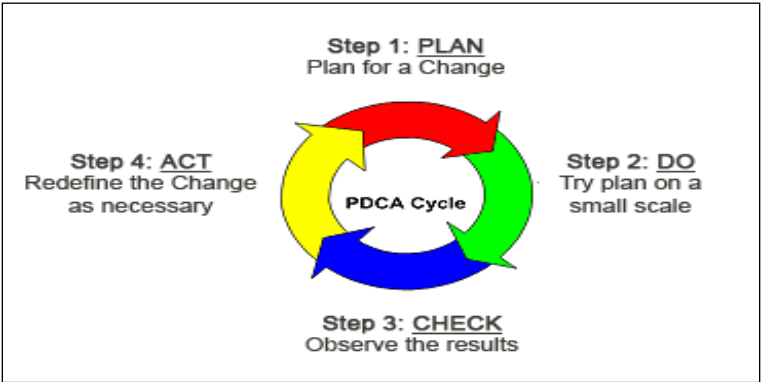 Step 1: PLAN
Plan for a Change
Step 2: DO
Try plan on a
small scale
Step 3: CHECK
Observe the results
Step 4: ACT
Redefine the Change
as necessary
PDCA Cycle